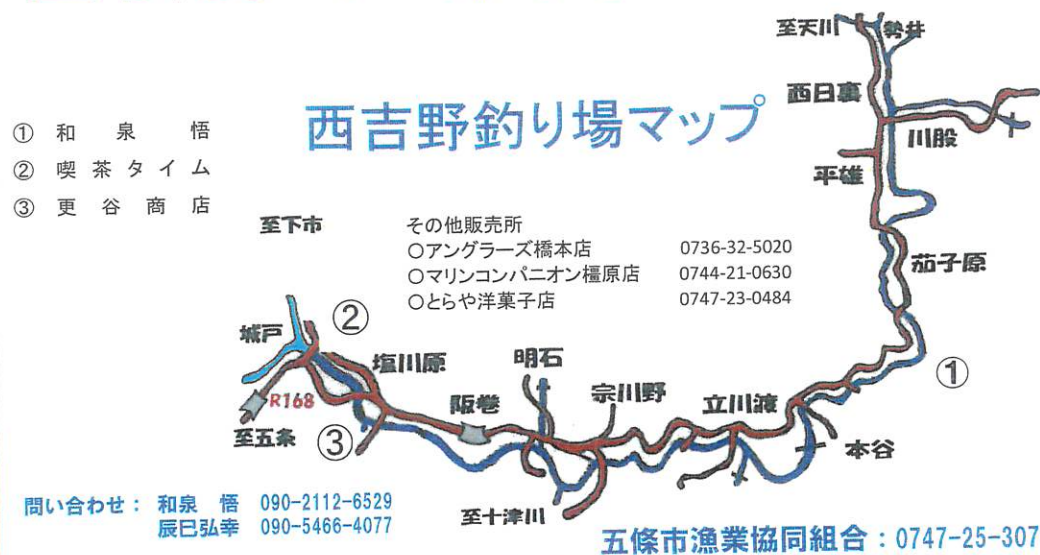 西吉野釣り場マップ
① 和泉 悟
② 喫茶タイム
③ 更谷商店
その他販売所
○アングラーズ橋本店 0736-32-5020
○マリンコンパニオン橿原店 0744-21-0630
○とらや洋菓子店 0747-23-0484
至天川
勢井
西日裏
川股
平雄
茄子原
①
至下市
城戸
②
塩川原
R168
至五条
③
阪巻
明石
宗川野
立川渡
本谷
至十津川
問い合わせ： 和泉 悟 090-2112-6529
辰巳弘幸 090-5466-4077
五條市漁業協同組合：0747-25-307